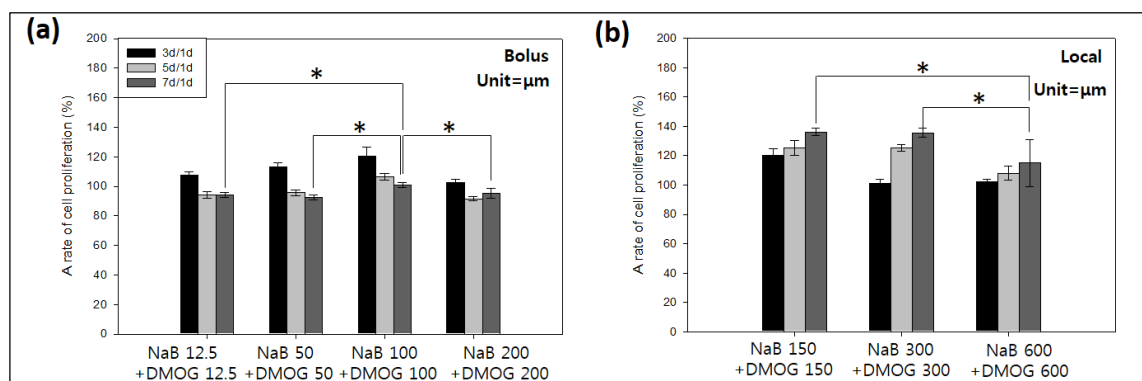 (a)
A rate of cell proliferation (%)
200
180
160
140
120
100
80
60
40
20
0
3d/1d
5d/1d
7d/1d
Bolus
Unit=μm
*
*
*
NaB 12.5
+DMOG 12.5
NaB 50
+DMOG 50
NaB 100
+DMOG 100
NaB 200
+DMOG 200
(b)
A rate of cell proliferation (%)
200
180
160
140
120
100
80
60
40
20
0
Local
Unit=μm
*
*
NaB 150
+DMOG 150
NaB 300
+DMOG 300
NaB 600
+DMOG 600